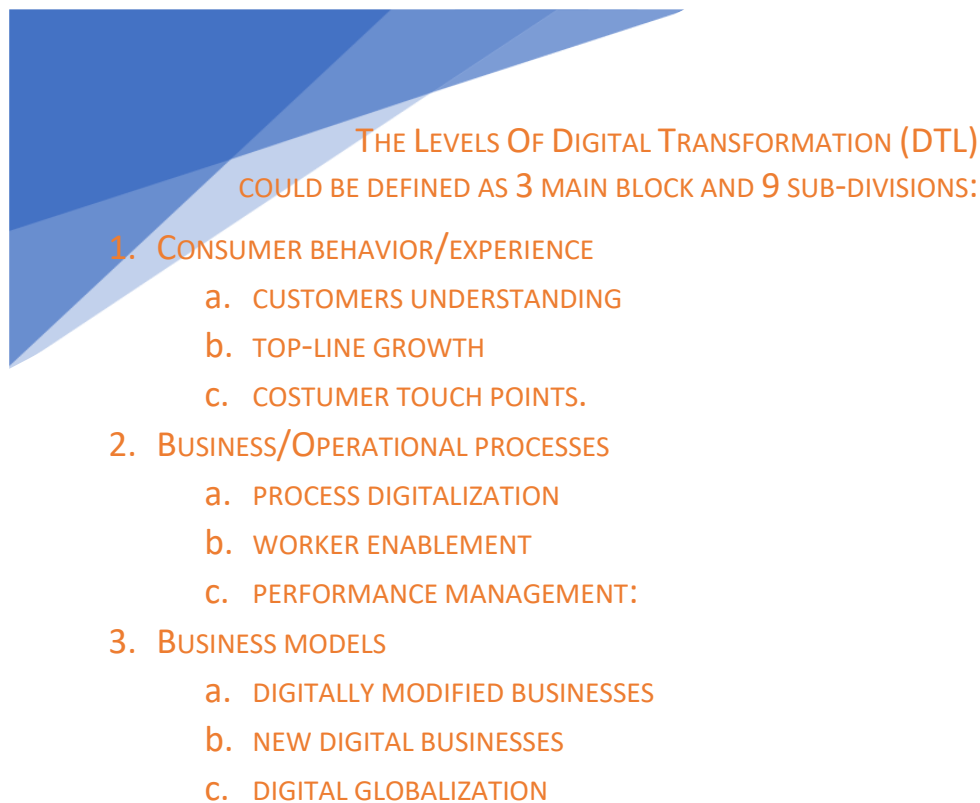 THE LEVELS OF DIGITAL TRANSFORMATION (DTL)
COULD BE DEFINED AS 3 MAIN BLOCK AND 9 SUB-DIVISIONS:
1. CONSUMER BEHAVIOR/EXPERIENCE
a. CUSTOMERS UNDERSTANDING
b. TOP-LINE GROWTH
c. COSTUMER TOUCH POINTS.
2. BUSINESS/OPERATIONAL PROCESSES
a. PROCESS DIGITALIZATION
b. WORKER ENABLEMENT
c. PERFORMANCE MANAGEMENT:
3. BUSINESS MODELS
a. DIGITALLY MODIFIED BUSINESSES
b. NEW DIGITAL BUSINESSES
c. DIGITAL GLOBALIZATION